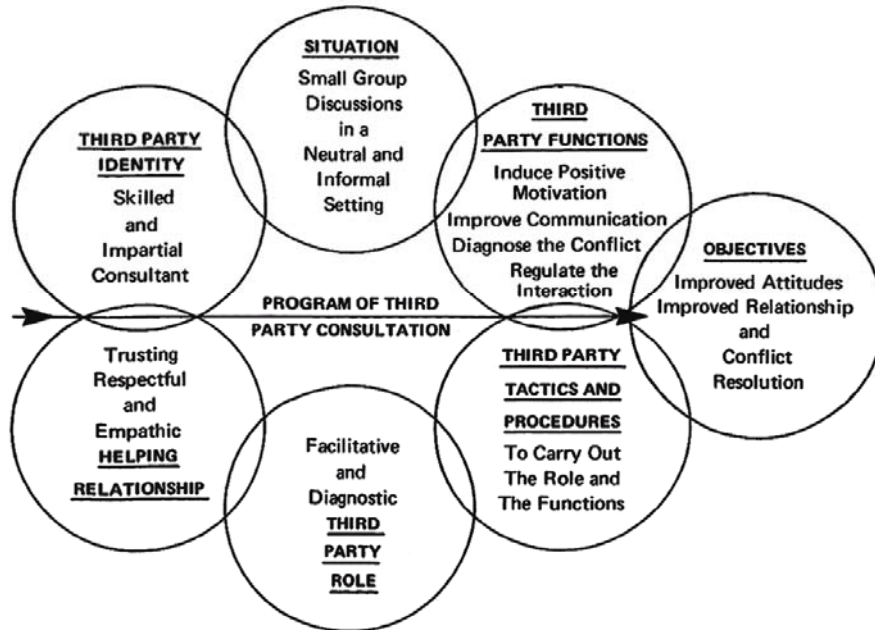 SITUATION
Small Group
Discussions
in a
Neutral and
Informal
Setting
THIRD PARTY
IDENTITY
Skilled
and
Impartial
Consultant
THIRD
PARTY FUNCTIONS
Induce Positive
Motivation
Improve Communication
Diagnose the Conflict
Regulate the
Interaction
OBJECTIVES
Improved Attitudes
Improved Relationship
and
Conflict
Resolution
PROGRAM OF THIRD
PARTY CONSULTATION
Trusting
Respectful
and
Empathic
HELPING
RELATIONSHIP
Facilitative
and
Diagnostic
THIRD
PARTY
ROLE
THIRD PARTY
TACTICS AND
PROCEDURES
To Carry Out
The Role and
The Functions